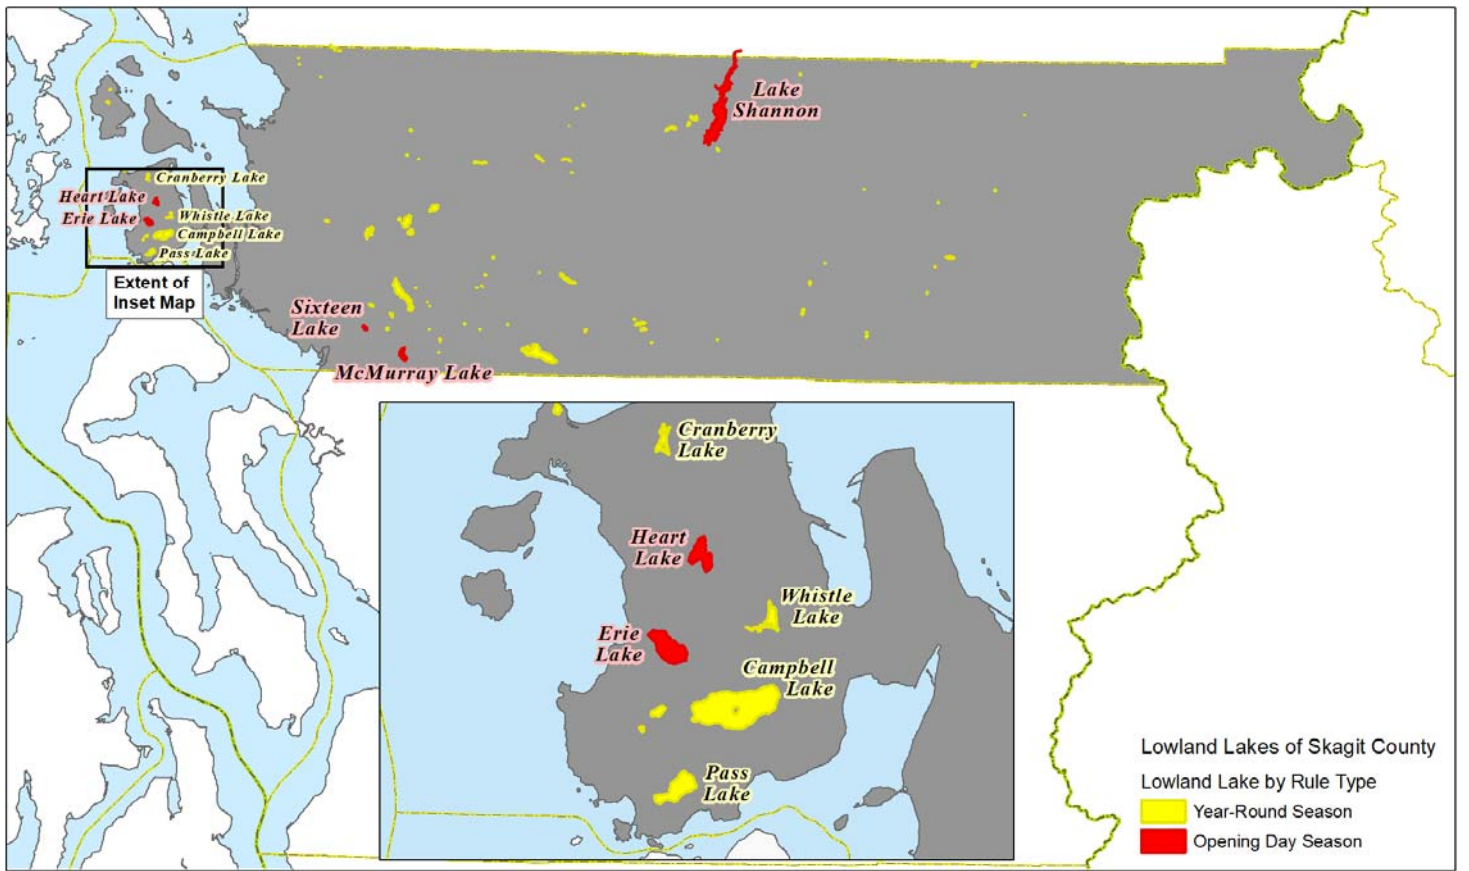 Lake
Shannon
Cranberry Lake
Heart Lake
Whistle Lake
Erie Lake
Campbell Lake
Pass Lake
Extent of
Inset Map
Sixteen
Lake
McMurray Lake
Cranberry
Lake
Heart
Lake
Whistle
Lake
Erie
Lake
Campbell
Lake
Pass
Lake
Lowland Lakes of Skagit County
Lowland Lake by Rule Type
Year-Round Season
Opening Day Season